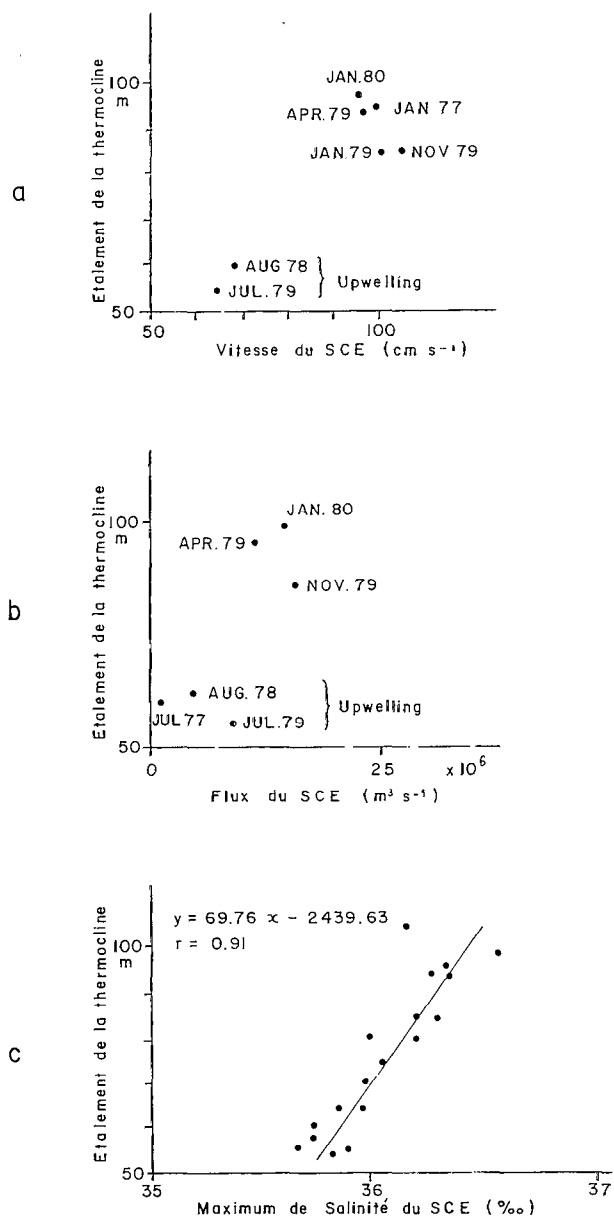 a
Etalement de la thermocline
100
m
50
JAN. 80
APR. 79
JAN 77
JAN. 79
NOV 79
AUG 78
JUL. 79
Upwelling
50
100
Vitesse du SCE (cm s⁻¹)
b
Etalement de la thermocline
100
m
50
JAN. 80
APR. 79
NOV. 79
AUG. 78
JUL 77
JUL. 79
Upwelling
0
25
x10⁶
Flux du SCE (m³ s⁻¹)
c
Etalement de la thermocline
100
m
50
y = 69.76 x - 2439.63
r = 0.91
35
36
37
Maximum de Salinité du SCE (‰)